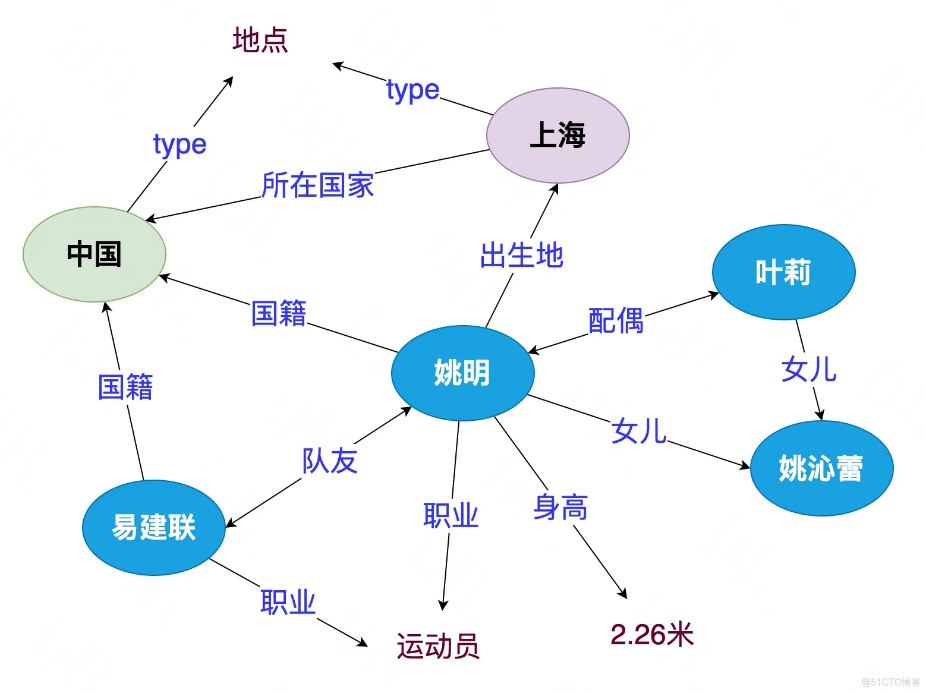 地点
type
上海
type
所在国家
中国
出生地
叶莉
国籍
配偶
姚明
国籍
女儿
女儿
队友
姚沁蕾
职业
身高
易建联
职业
运动员
2.26米
@51CTO博客